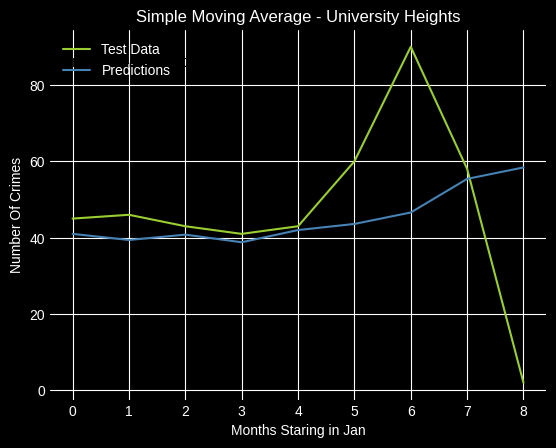 Simple Moving Average - University Heights
Test Data
Predictions
Number Of Crimes
80
60
40
20
0
0 1 2 3 4 5 6 7 8
Months Staring in Jan